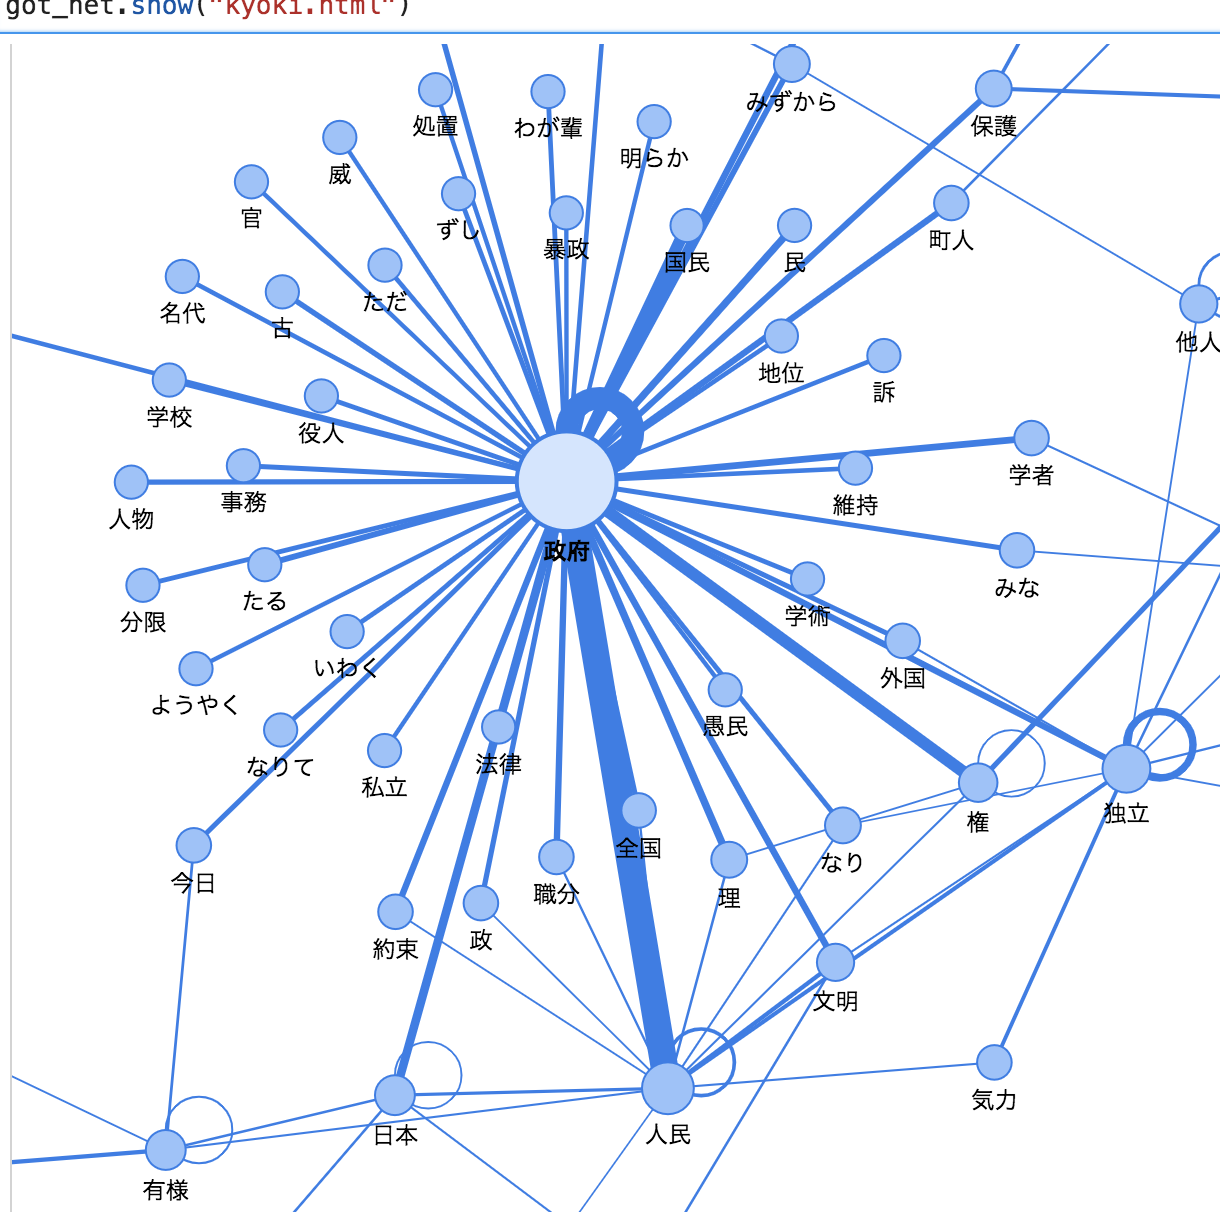 got_net.show("kyoki.html")
みずから
処置
わが輩
保護
明らか
威
官
ずし
暴政
国民
民
町人
名代
古
ただ
他人
地位
学校
役人
訴
学者
人物
事務
維持
政府
みな
分限
たる
学術
いわく
外国
ようやく
愚民
なりて
私立
法律
独立
権
全国
なり
今日
職分
理
約束
政
文明
気力
日本
人民
有様